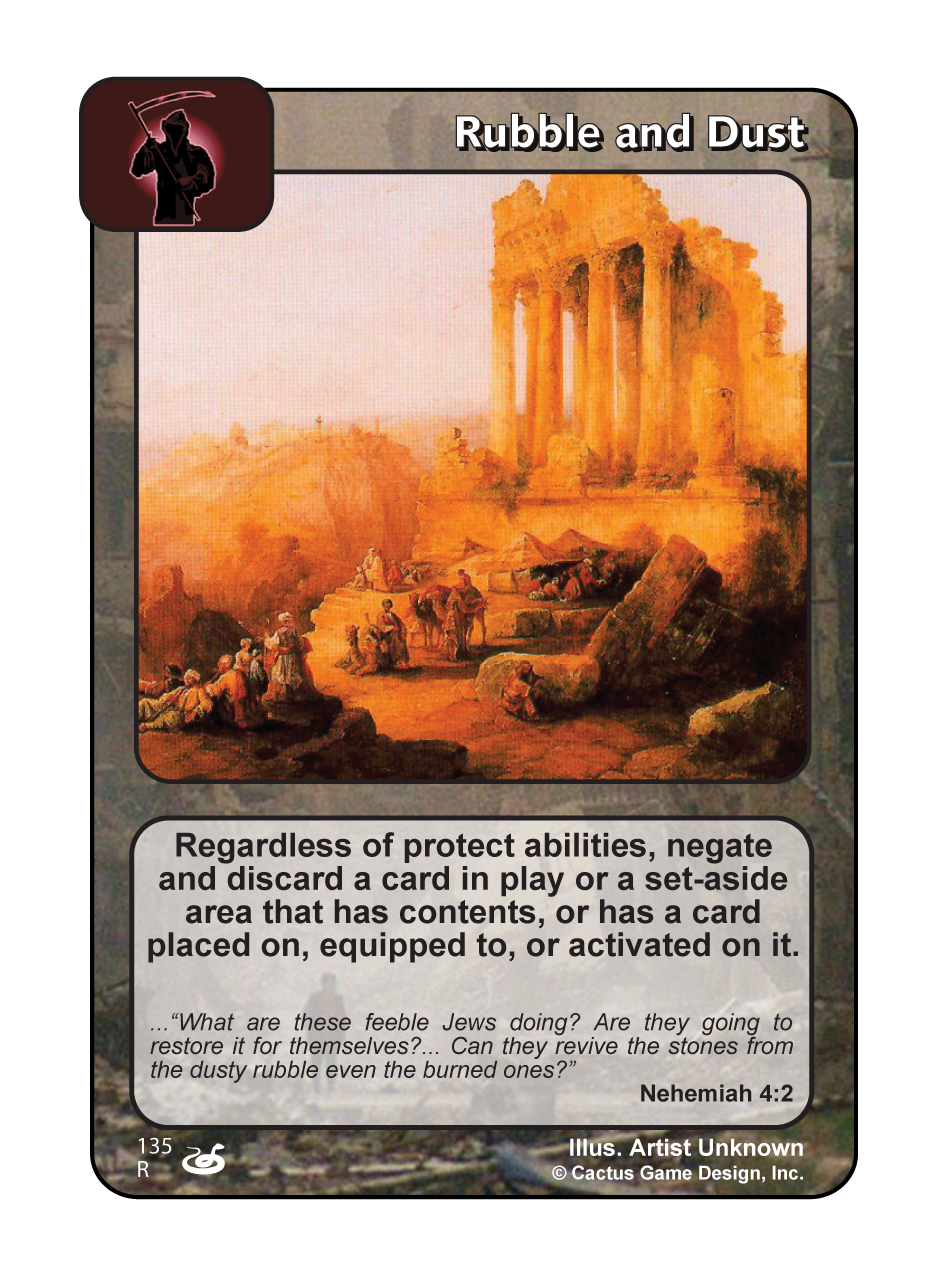 Rubble and Dust
Regardless of protect abilities, negate
and discard a card in play or a set-aside
area that has contents, or has a card
placed on, equipped to, or activated on it.
...“What are these feeble Jews doing? Are they going to
restore it for themselves?... Can they revive the stones from
the dusty rubble even the burned ones?”
Nehemiah 4:2
135
R
Illus. Artist Unknown
© Cactus Game Design, Inc.